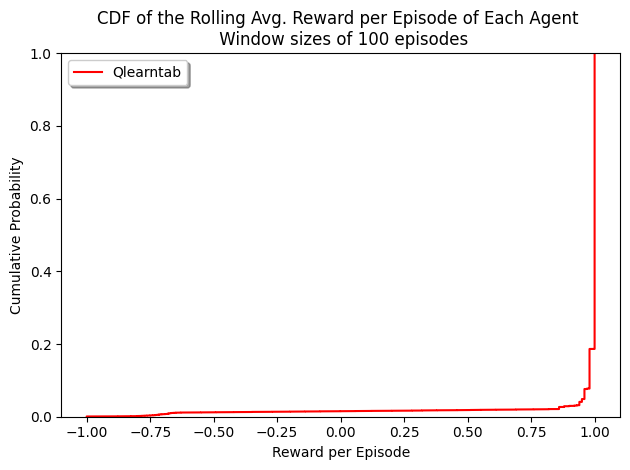 CDF of the Rolling Avg. Reward per Episode of Each Agent
Window sizes of 100 episodes
Qlearntab
1.0
0.8
0.6
0.4
0.2
0.0
Cumulative Probability
−1.00 −0.75 −0.50 −0.25 0.00 0.25 0.50 0.75 1.00
Reward per Episode